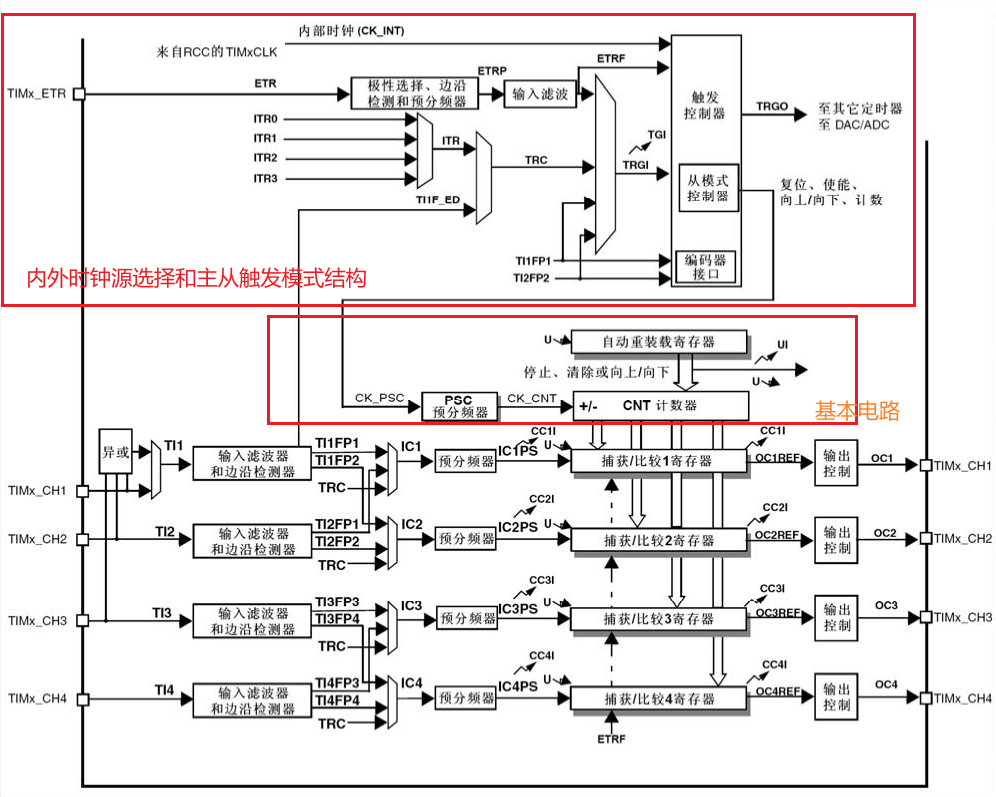 内部时钟 (CK_INT)
来自RCC的TIMxCLK
TIMx_ETR
ETR
极性选择、边沿
检测和预分频器
ETRP
输入滤波
ETRF
触发
控制器
TRGO
至其它定时器
至 DAC/ADC
ITR0
ITR1
ITR2
ITR3
ITR
TRC
TI1F_ED
TGI
TRGI
从模式
控制器
复位、使能、
向上/向下、计数
TI1FP1
TI2FP2
编码器
接口
内外时钟源选择和主从触发模式结构
U
自动重装载寄存器
UI
停止、清除或向上/向下
U
CK_PSC
PSC
预分频器
CK_CNT
+/-
CNT 计数器
基本电路
异或
TI1
TIMx_CH1
输入滤波器
和边沿检测器
TI1FP1
TI1FP2
TRC
IC1
预分频器
CC1I
IC1PS
U
捕获/比较1寄存器
CC1I
OC1REF
输出
控制
OC1
TIMx_CH1
TIMx_CH2
TI2
输入滤波器
和边沿检测器
TI2FP1
TI2FP2
TRC
IC2
预分频器
CC2I
IC2PS
U
捕获/比较2寄存器
CC2I
OC2REF
输出
控制
OC2
TIMx_CH2
TIMx_CH3
TI3
输入滤波器
和边沿检测器
TI3FP3
TI3FP4
TRC
IC3
预分频器
CC3I
IC3PS
U
捕获/比较3寄存器
CC3I
OC3REF
输出
控制
OC3
TIMx_CH3
TIMx_CH4
TI4
输入滤波器
和边沿检测器
TI4FP3
TI4FP4
TRC
IC4
预分频器
CC4I
IC4PS
U
捕获/比较4寄存器
CC4I
OC4REF
输出
控制
OC4
TIMx_CH4
ETRF